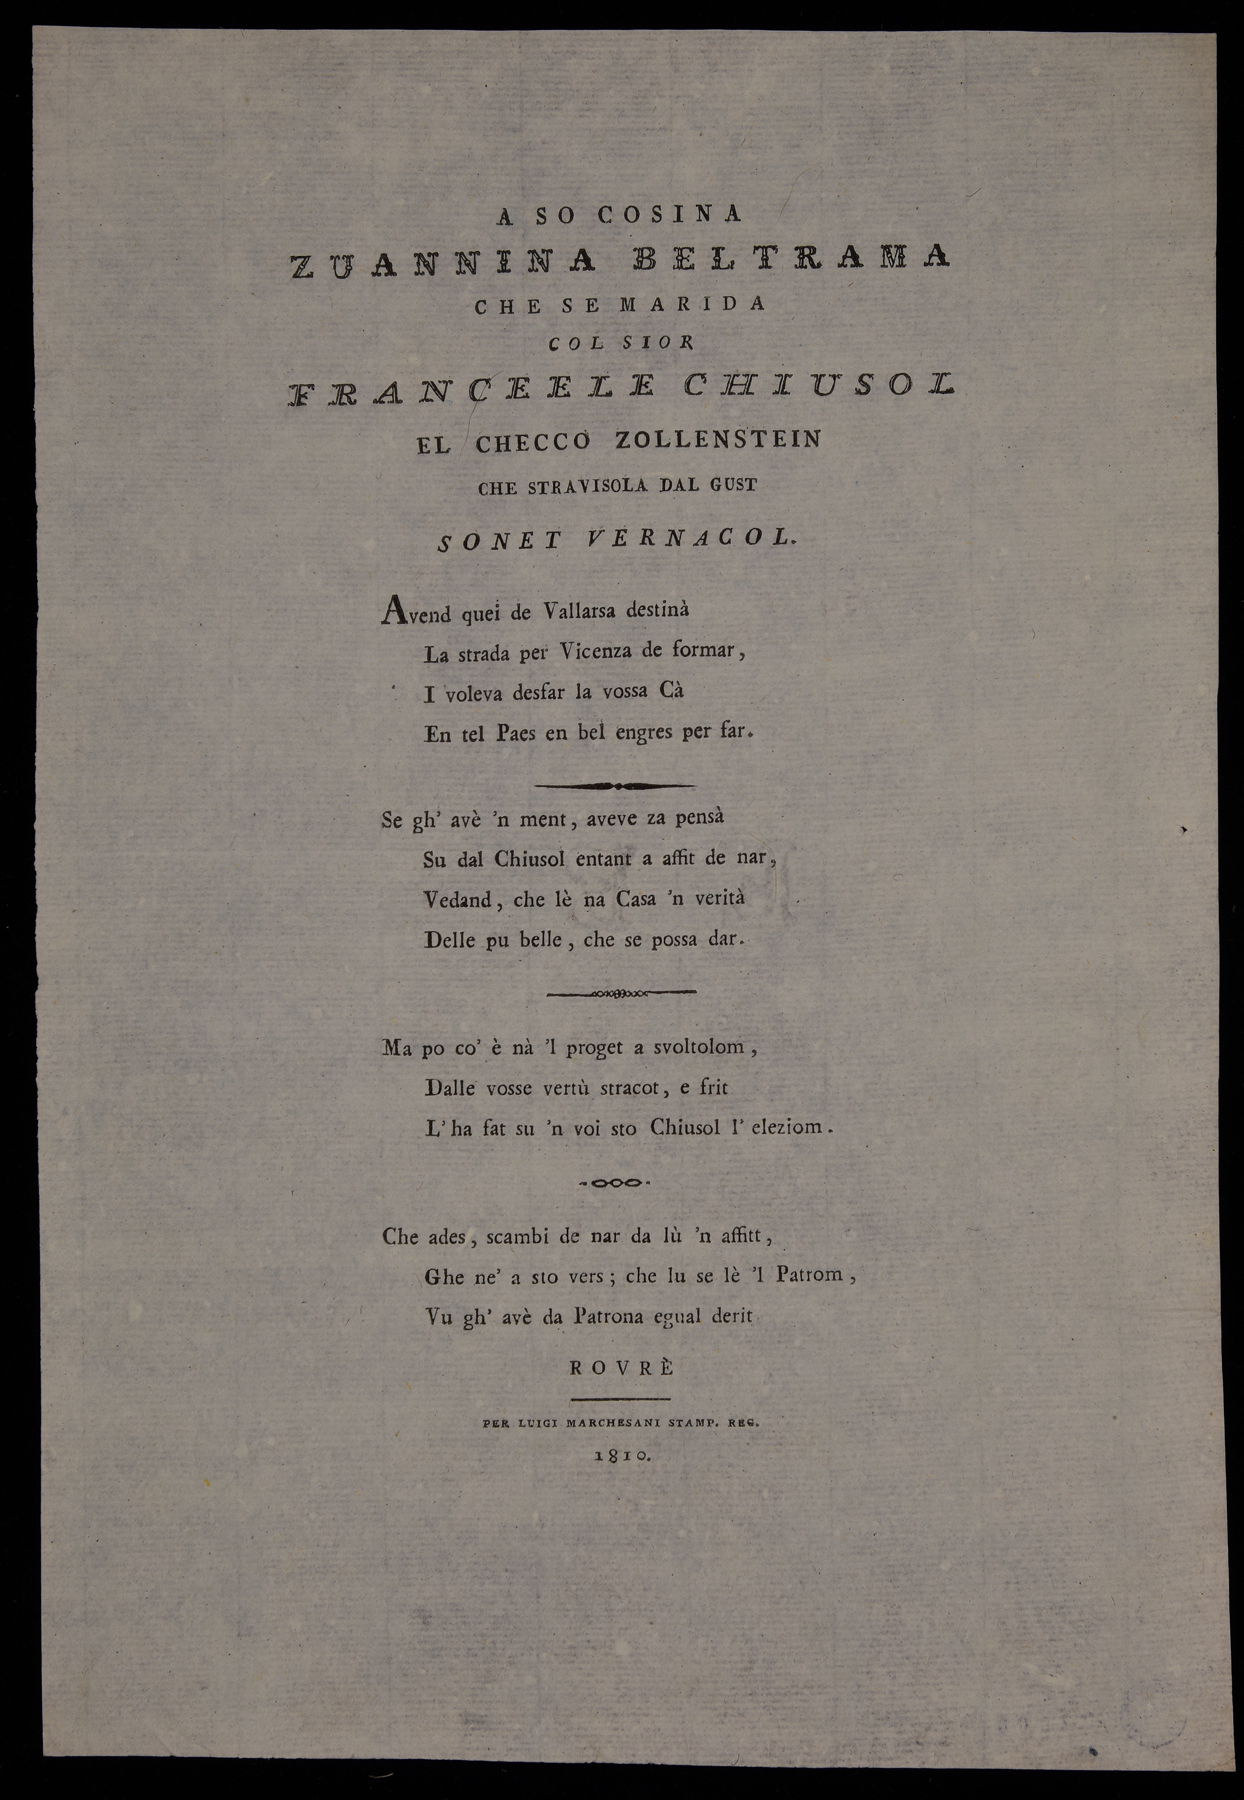 A SO COSINA
ZUANNINA BELTRAMA
CHE SE MARIDA
COL SIOR
FRANCEELE CHIUSOL
EL CHECCO ZOLLENSTEIN
CHE STRAVISOLA DAL GUST
SONET VERNACOL.
Avend quei de Vallarsa destinà
La strada per Vicenza de formar,
I voleva desfar la vossa Cà
En tel Paes en bel engres per far.
Se gh' avè 'n ment, aveve za pensà
Su dal Chiusol entant a affit de nar,
Vedand, che lè na Casa 'n verità
Delle pu belle, che se possa dar.
Ma po co' è nà 'l proget a svoltolom,
Dalle vosse vertù stracot, e frit
L' ha fat su 'n voi sto Chiusol l' eleziom.
Che ades, scambi de nar da lù 'n affitt,
Ghe ne' a sto vers; che lu se lè 'l Patrom,
Vu gh' avè da Patrona egual derit
ROVRÈ
PER LUIGI MARCHESANI STAMP. REG.
1810.